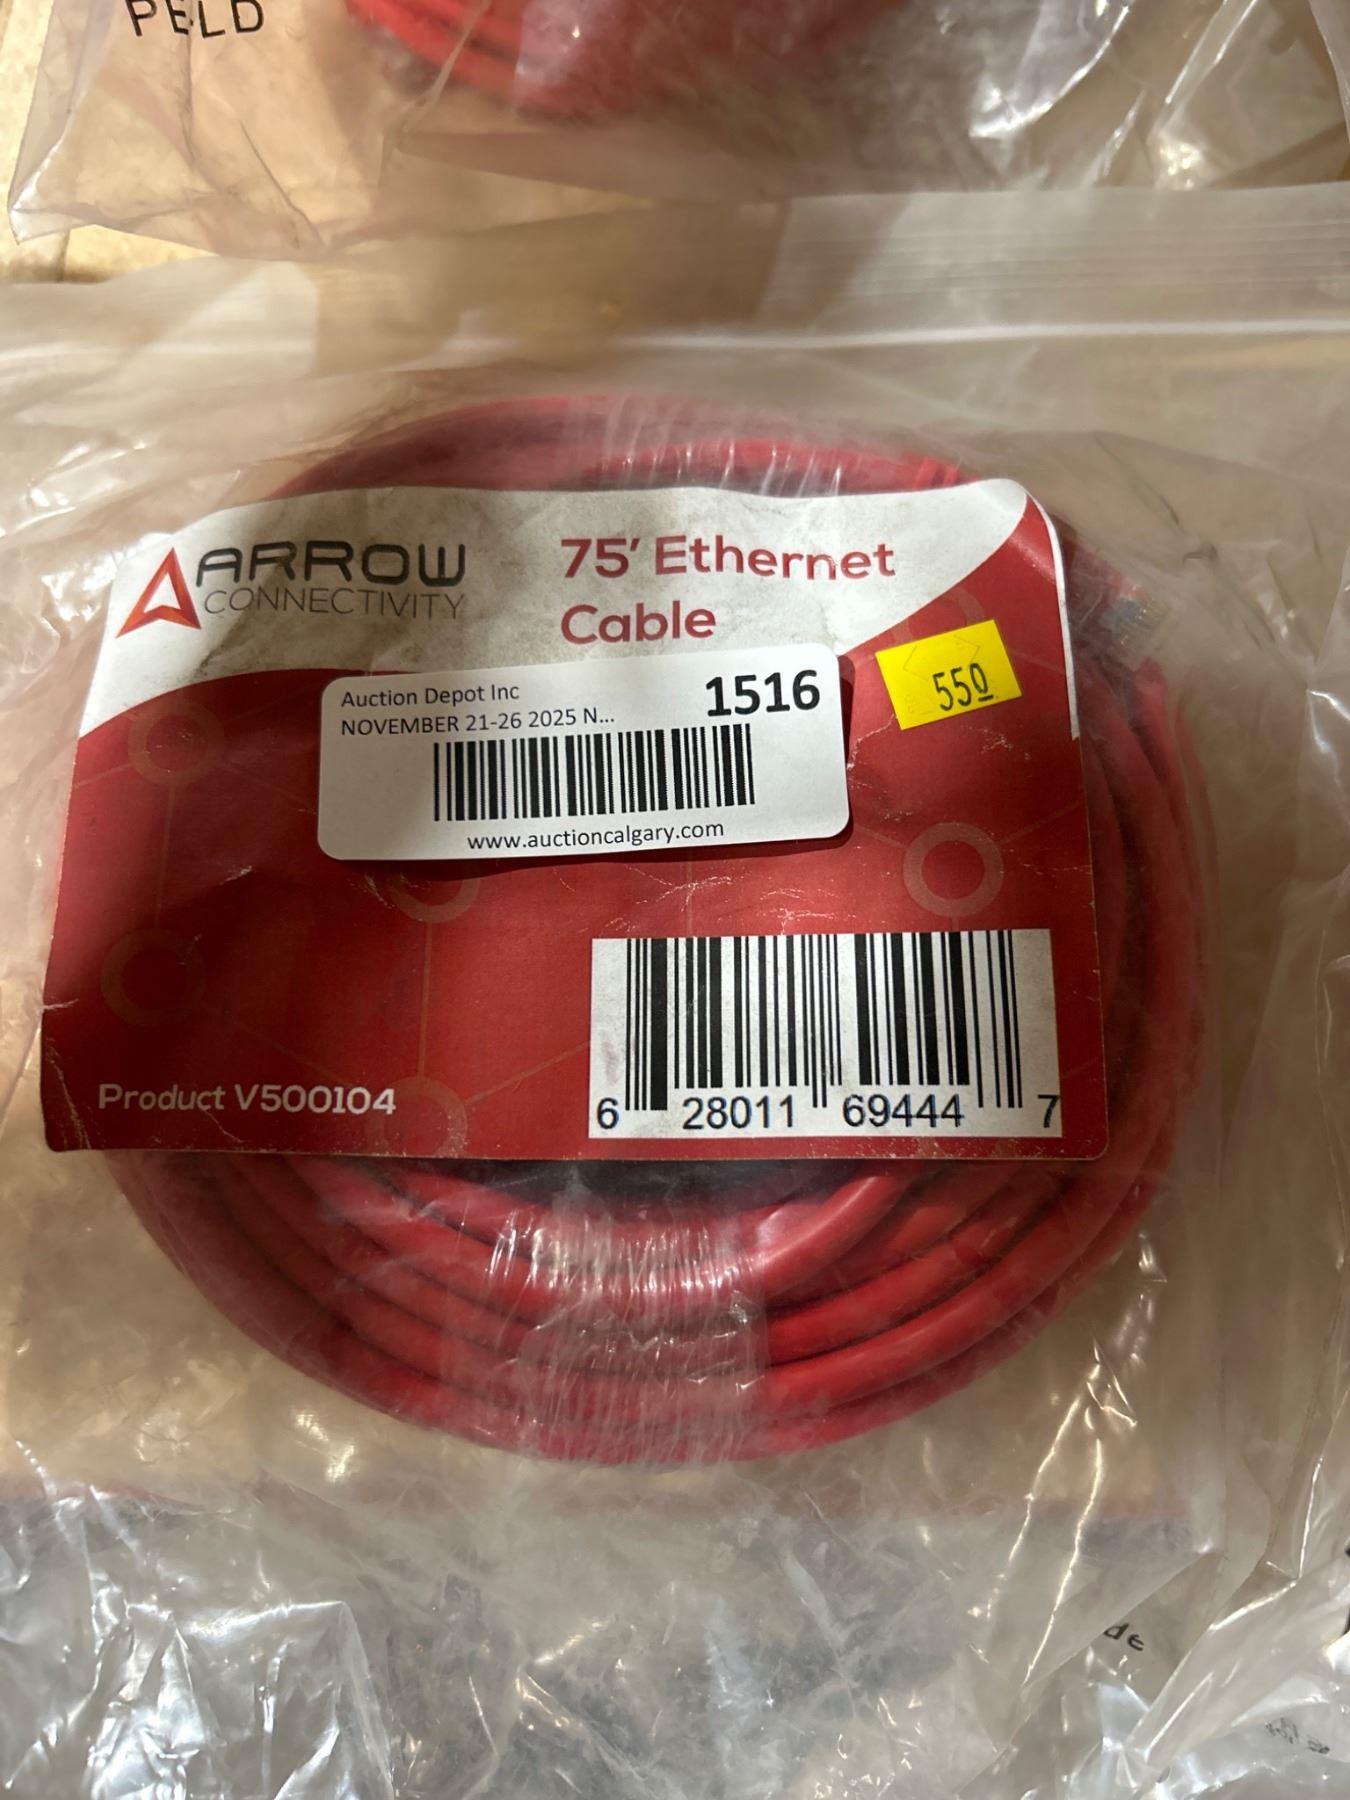 PELD
ARROW
CONNECTIVITY
75' Ethernet
Cable
Auction Depot Inc
1516
NOVEMBER 21-26 2025 N...
www.auctioncalgary.com
550
Product V500104
6 28011 69444 7
de